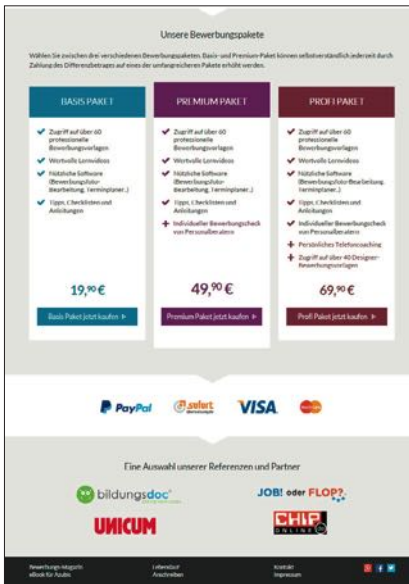 Unsere Bewerbungspakete
Wählen Sie zwischen drei verschiedenen Bewerbungspaketen. Basis- und Premium-Paket können selbstverständlich jederzeit durch
Zahlung des Differenzbetrages auf eines der umfangreicheren Pakete erhöht werden.
BASIS PAKET
Zugriff auf über 60
professionelle
Bewerbungsvorlagen
Wertvolle Lernvideos
Nützliche Software
(Bewerbungsfoto-
Bearbeitung, Terminplaner..)
Tipps, Checklisten und
Anleitungen
19,90 €
Basis Paket jetzt kaufen
PREMIUM PAKET
Zugriff auf über 60
professionelle
Bewerbungsvorlagen
Wertvolle Lernvideos
Nützliche Software
(Bewerbungsfoto-
Bearbeitung, Terminplaner..)
Tipps, Checklisten und
Anleitungen
Individueller Bewerbungscheck
von Personalberatern
49,90 €
Premium Paket jetzt kaufen
PROFI PAKET
Zugriff auf über 60
professionelle
Bewerbungsvorlagen
Wertvolle Lernvideos
Nützliche Software
(Bewerbungsfoto-Bearbeitung,
Terminplaner..)
Tipps, Checklisten und
Anleitungen
Individueller Bewerbungscheck
von Personalberatern
Persönliches Telefoncoaching
Zugriff auf über 40 Designer-
Bewerbungsvorlagen
69,90 €
Profi Paket jetzt kaufen
PayPal
sofort
VISA
Eine Auswahl unserer Referenzen und Partner
bildungsdoc
JOB! oder FLOP?
UNICUM
CHIP
ONLINE
Bewerbungs-Magazin
eBook für Azubis
Lebenslauf
Anschreiben
Kontakt
Impressum